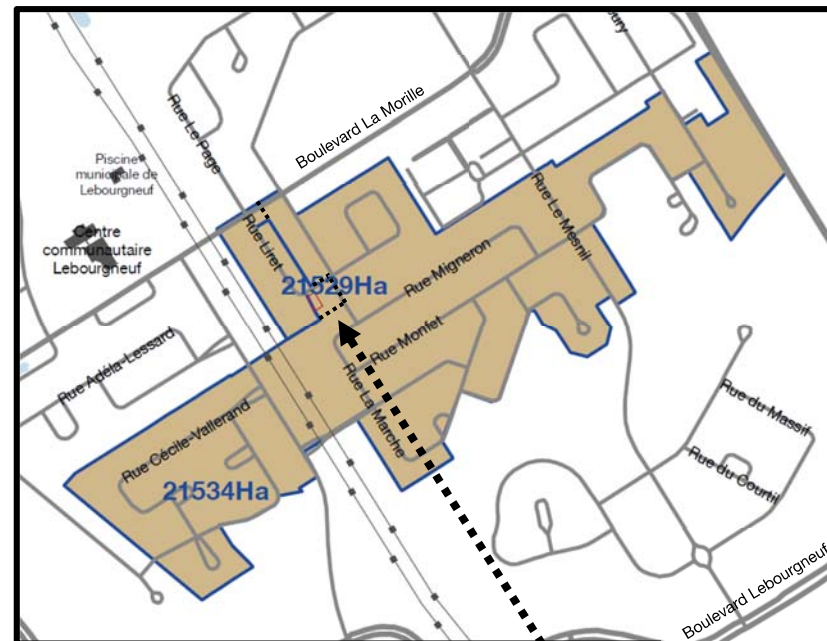 Rue Le Page
Boulevard La Morille
Piscine
municipale de
Lebourgneuf
Centre
communautaire
Lebourgneuf
Rue Liret
21529Ha
Rue Le Mesnil
Rue Migneron
Rue Monfet
Rue La Marche
Rue Adéla-Lessard
Rue Cécile-Vallerand
21534Ha
Rue du Massif
Rue du Courtil
Boulevard Lebourgneuf